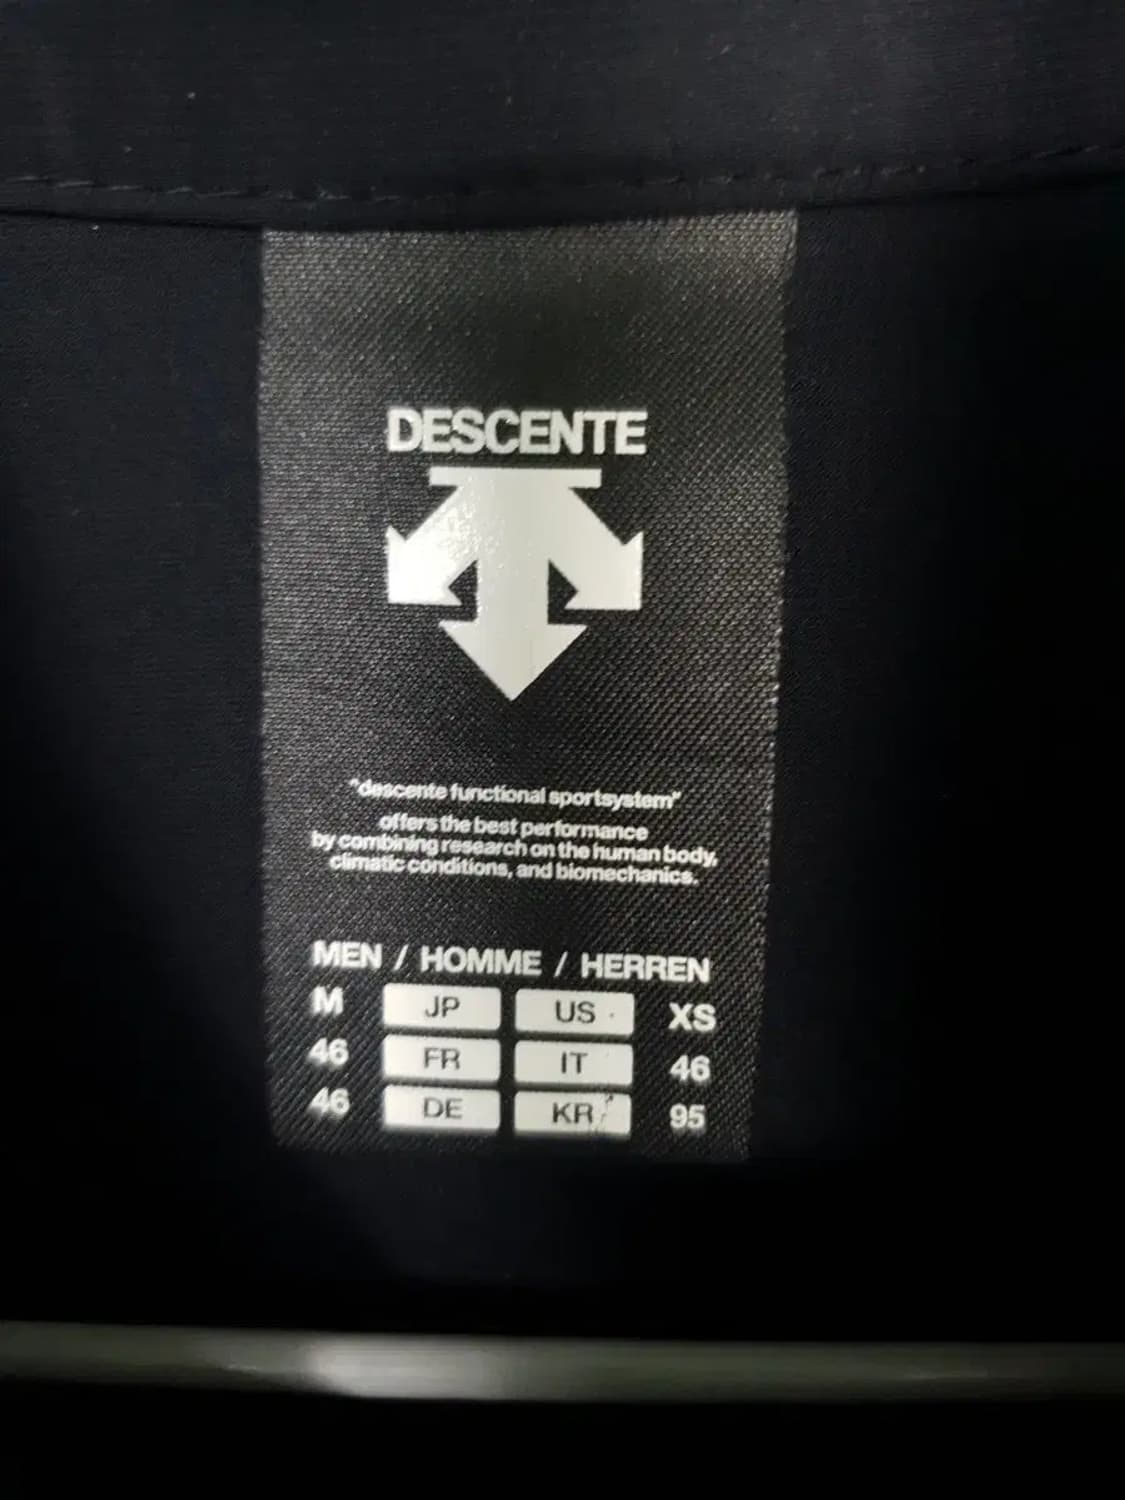 DESCENTE
"descente functional sportsystem"
offers the best performance
by combining research on the human body,
climatic conditions, and biomechanics.
MEN / HOMME / HERREN
M JP US XS
46 FR IT 46
46 DE KR 95